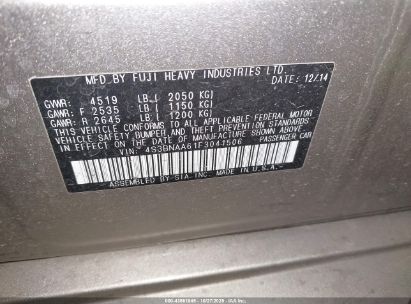 MFD. BY FUJI HEAVY INDUSTRIES LTD.
DATE: 12/14
GVWR: 4519 LB ( 2050 KG)
GAWR: F 2535 LB ( 1150 KG)
GAWR: R 2645 LB ( 1200 KG)
THIS VEHICLE CONFORMS TO ALL APPLICABLE FEDERAL MOTOR
VEHICLE SAFETY, BUMPER AND THEFT PREVENTION STANDARDS
IN EFFECT ON THE DATE OF MANUFACTURE SHOWN ABOVE.
VIN: 4S3BNAA61F3041506 PASSENGER CAR
ASSEMBLED BY S.I.A. INC. MADE IN U.S.A.